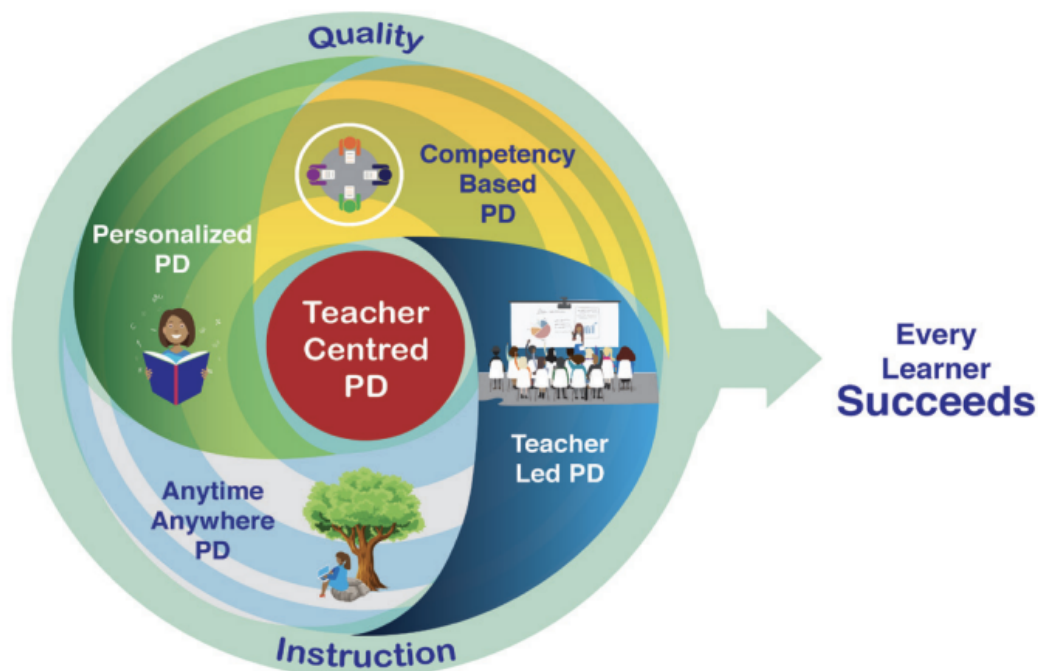 Quality
Competency
Based
PD
Personalized
PD
Teacher
Centred
PD
Every
Learner
Succeeds
Teacher
Led PD
Anytime
Anywhere
PD
Instruction